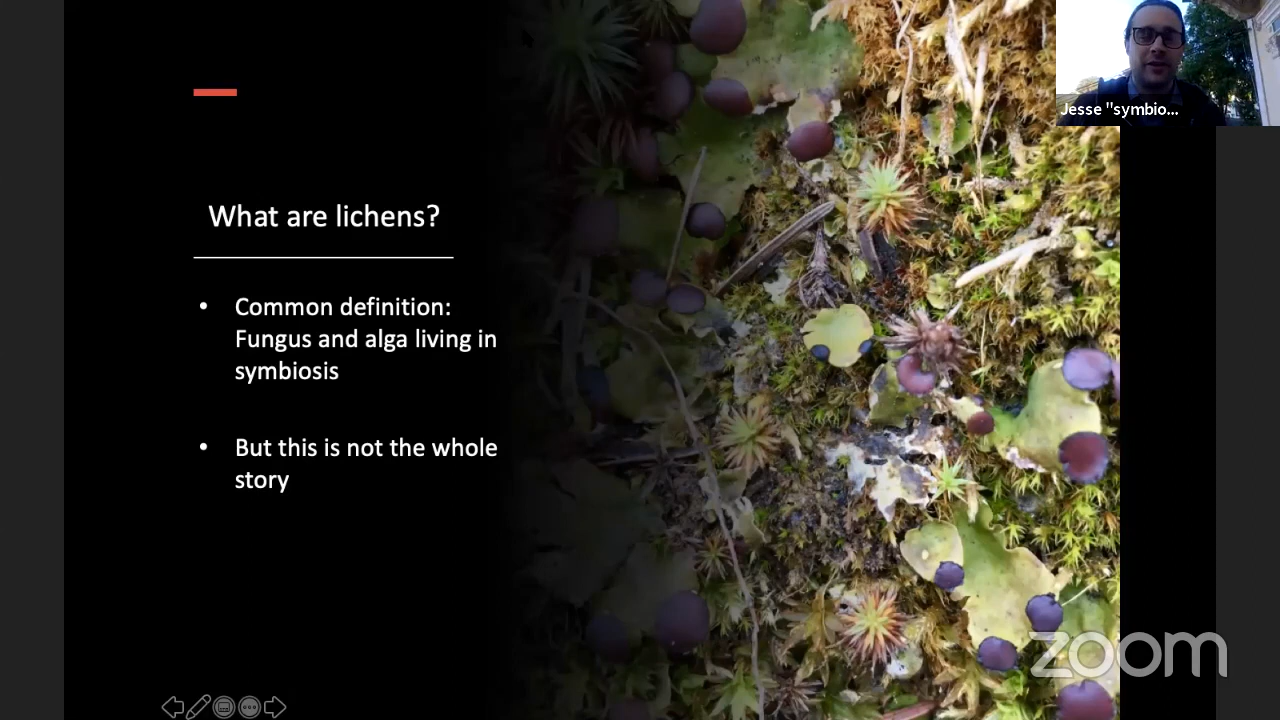 Jesse "symbio...
What are lichens?
• Common definition:
Fungus and alga living in
symbiosis
• But this is not the whole
story
zoom